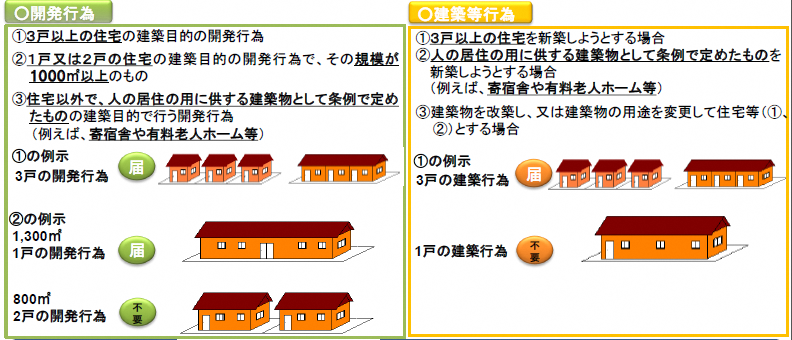 〇開発行為
①3戸以上の住宅の建築目的の開発行為
②1戸又は2戸の住宅の建築目的の開発行為で、その規模が
1000㎡以上のもの
③住宅以外で、人の居住の用に供する建築物として条例で定め
たものの建築目的で行う開発行為
（例えば、寄宿舎や有料老人ホーム等）
①の例示
3戸の開発行為
届
②の例示
1,300㎡
1戸の開発行為
届
800㎡
2戸の開発行為
不
要
〇建築等行為
①3戸以上の住宅を新築しようとする場合
②人の居住の用に供する建築物として条例で定めたものを
新築しようとする場合
（例えば、寄宿舎や有料老人ホーム等）
③建築物を改築し、又は建築物の用途を変更して住宅等（①、
②）とする場合
①の例示
3戸の建築行為
届
1戸の建築行為
不
要